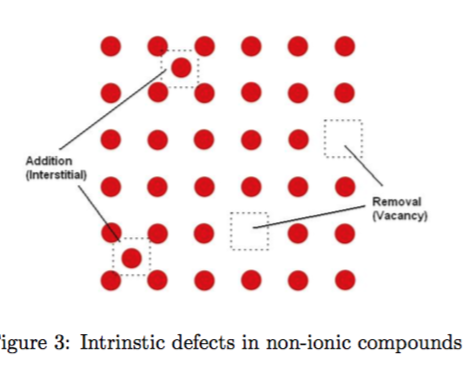 Addition
(Interstitial)
Removal
(Vacancy)
igure 3: Intrinstic defects in non-ionic compounds